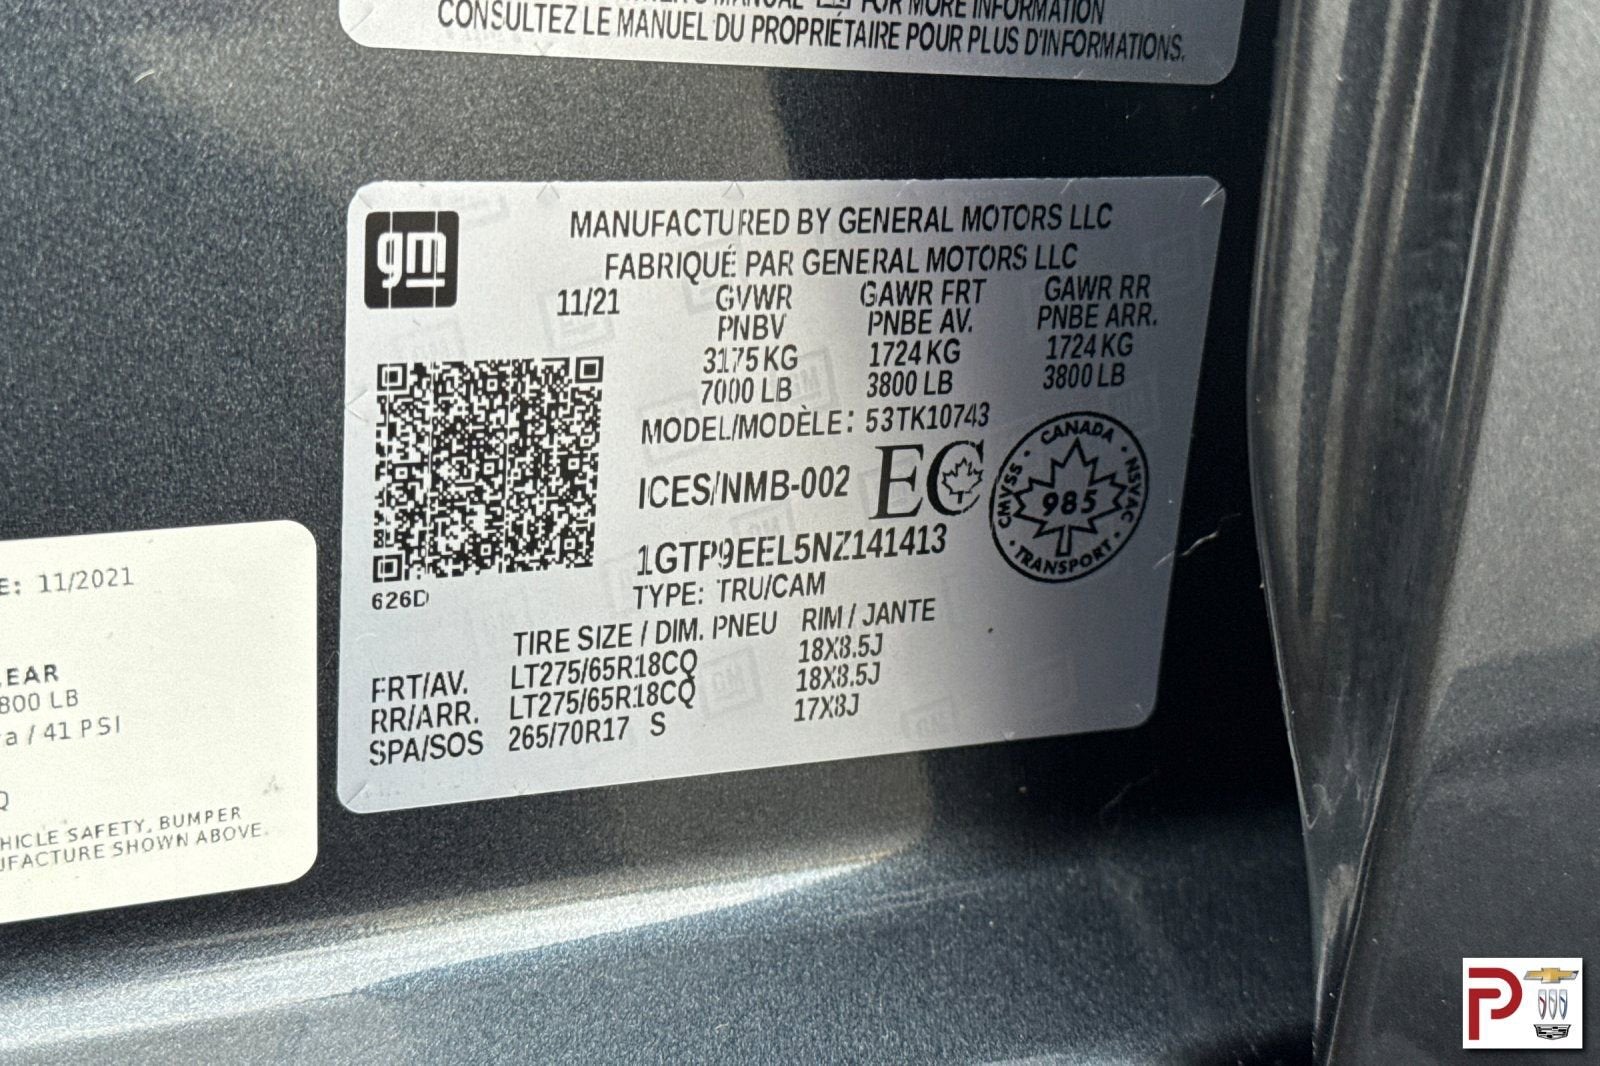 FOR MORE INFORMATION
CONSULTEZ LE MANUEL DU PROPRIÉTAIRE POUR PLUS D'INFORMATIONS.
gm
MANUFACTURED BY GENERAL MOTORS LLC
FABRIQUÉ PAR GENERAL MOTORS LLC
11/21 GVWR GAWR FRT GAWR RR
PNBV PNBE AV. PNBE ARR.
3175 KG 1724 KG 1724 KG
7000 LB 3800 LB 3800 LB
MODEL/MODÈLE: 53TK10743
ICES/NMB-002 EC
CANADA
CMVSS 985 NSVAC
TRANSPORT
1GTP9EEL5NZ141413
TYPE: TRU/CAM
626D
TIRE SIZE / DIM. PNEU RIM / JANTE
FRT/AV. LT275/65R18CQ 18X8.5J
RR/ARR. LT275/65R18CQ 18X8.5J
SPA/SOS 265/70R17 S 17X8J
E: 11/2021
EAR
800 LB
a / 41 PSI
Q
HICLE SAFETY, BUMPER
UFACTURE SHOWN ABOVE.
P